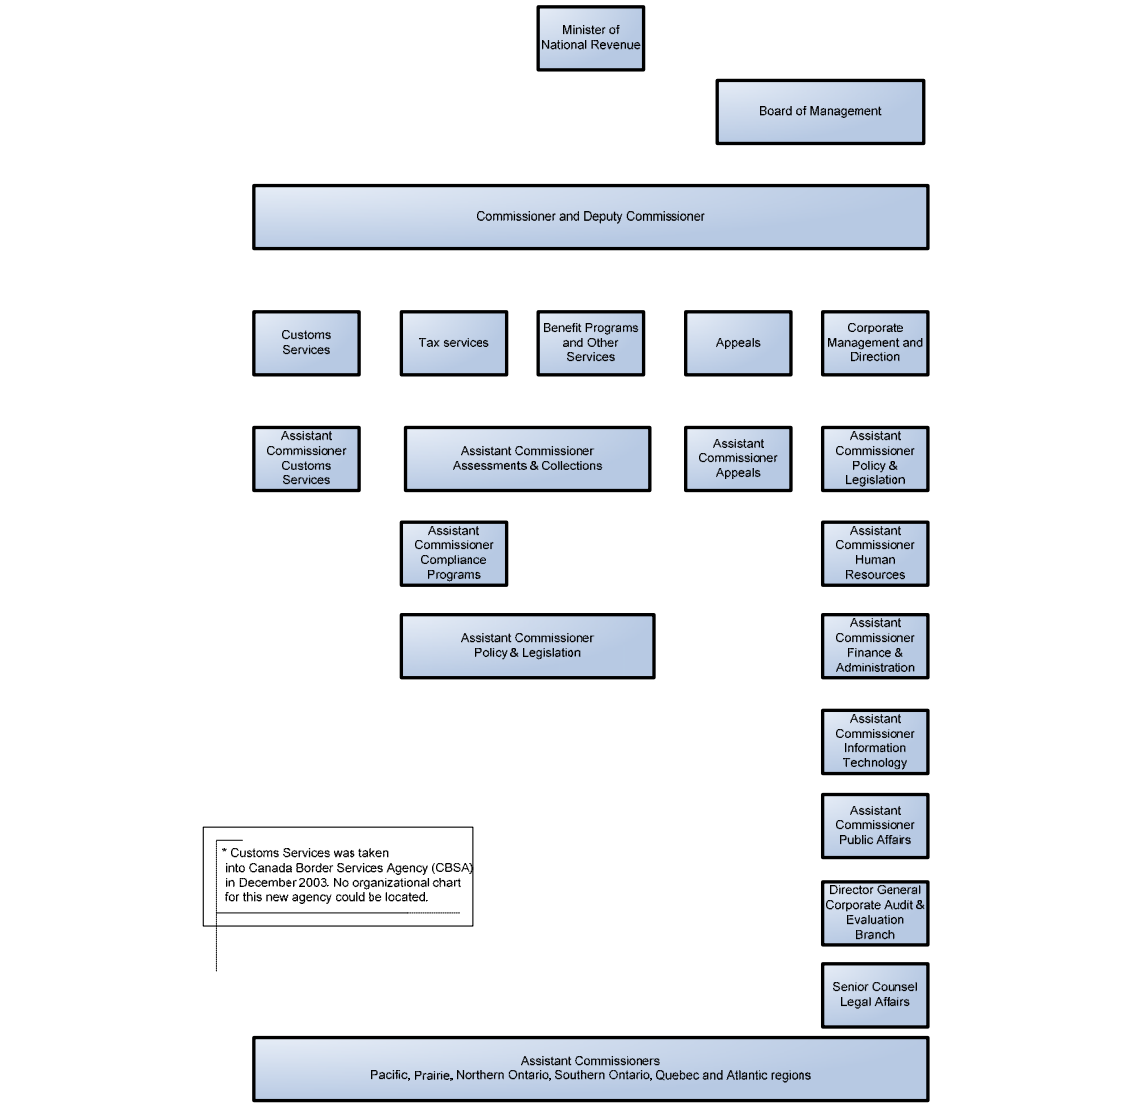 Minister of
National Revenue
Board of Management
Commissioner and Deputy Commissioner
Customs
Services
Tax services
Benefit Programs
and Other
Services
Appeals
Corporate
Management and
Direction
Assistant
Commissioner
Customs
Services
Assistant Commissioner
Assessments & Collections
Assistant
Commissioner
Appeals
Assistant
Commissioner
Policy &
Legislation
Assistant
Commissioner
Compliance
Programs
Assistant
Commissioner
Human
Resources
Assistant Commissioner
Policy & Legislation
Assistant
Commissioner
Finance &
Administration
Assistant
Commissioner
Information
Technology
Assistant
Commissioner
Public Affairs
* Customs Services was taken
into Canada Border Services Agency (CBSA)
in December 2003. No organizational chart
for this new agency could be located.
Director General
Corporate Audit &
Evaluation
Branch
Senior Counsel
Legal Affairs
Assistant Commissioners
Pacific, Prairie, Northern Ontario, Southern Ontario, Quebec and Atlantic regions